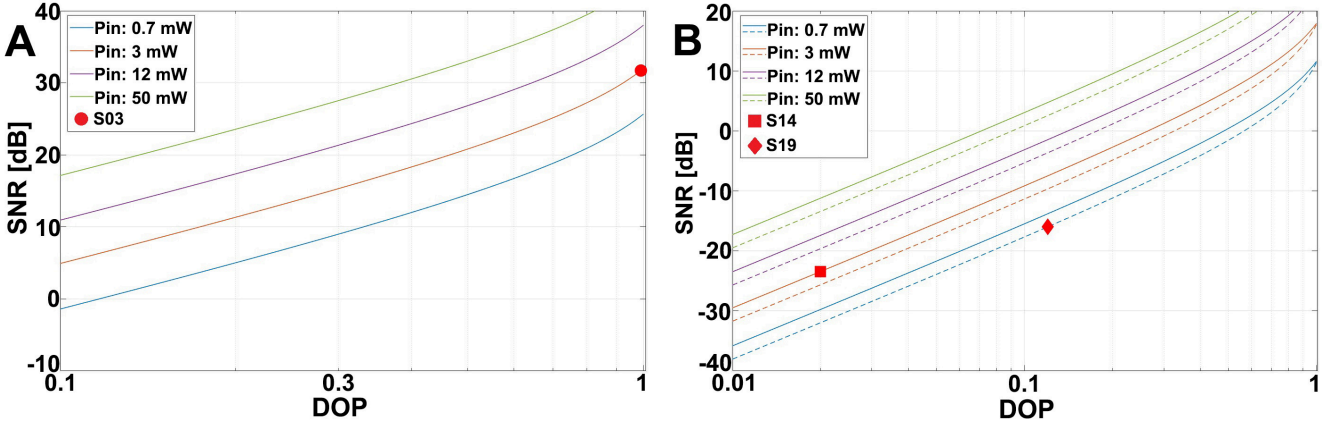 A
SNR [dB]
40
30
20
10
0
-10
Pin: 0.7 mW
Pin: 3 mW
Pin: 12 mW
Pin: 50 mW
S03
0.1
0.3
1
DOP
B
SNR [dB]
20
10
0
-10
-20
-30
-40
Pin: 0.7 mW
Pin: 3 mW
Pin: 12 mW
Pin: 50 mW
S14
S19
0.01
0.1
1
DOP